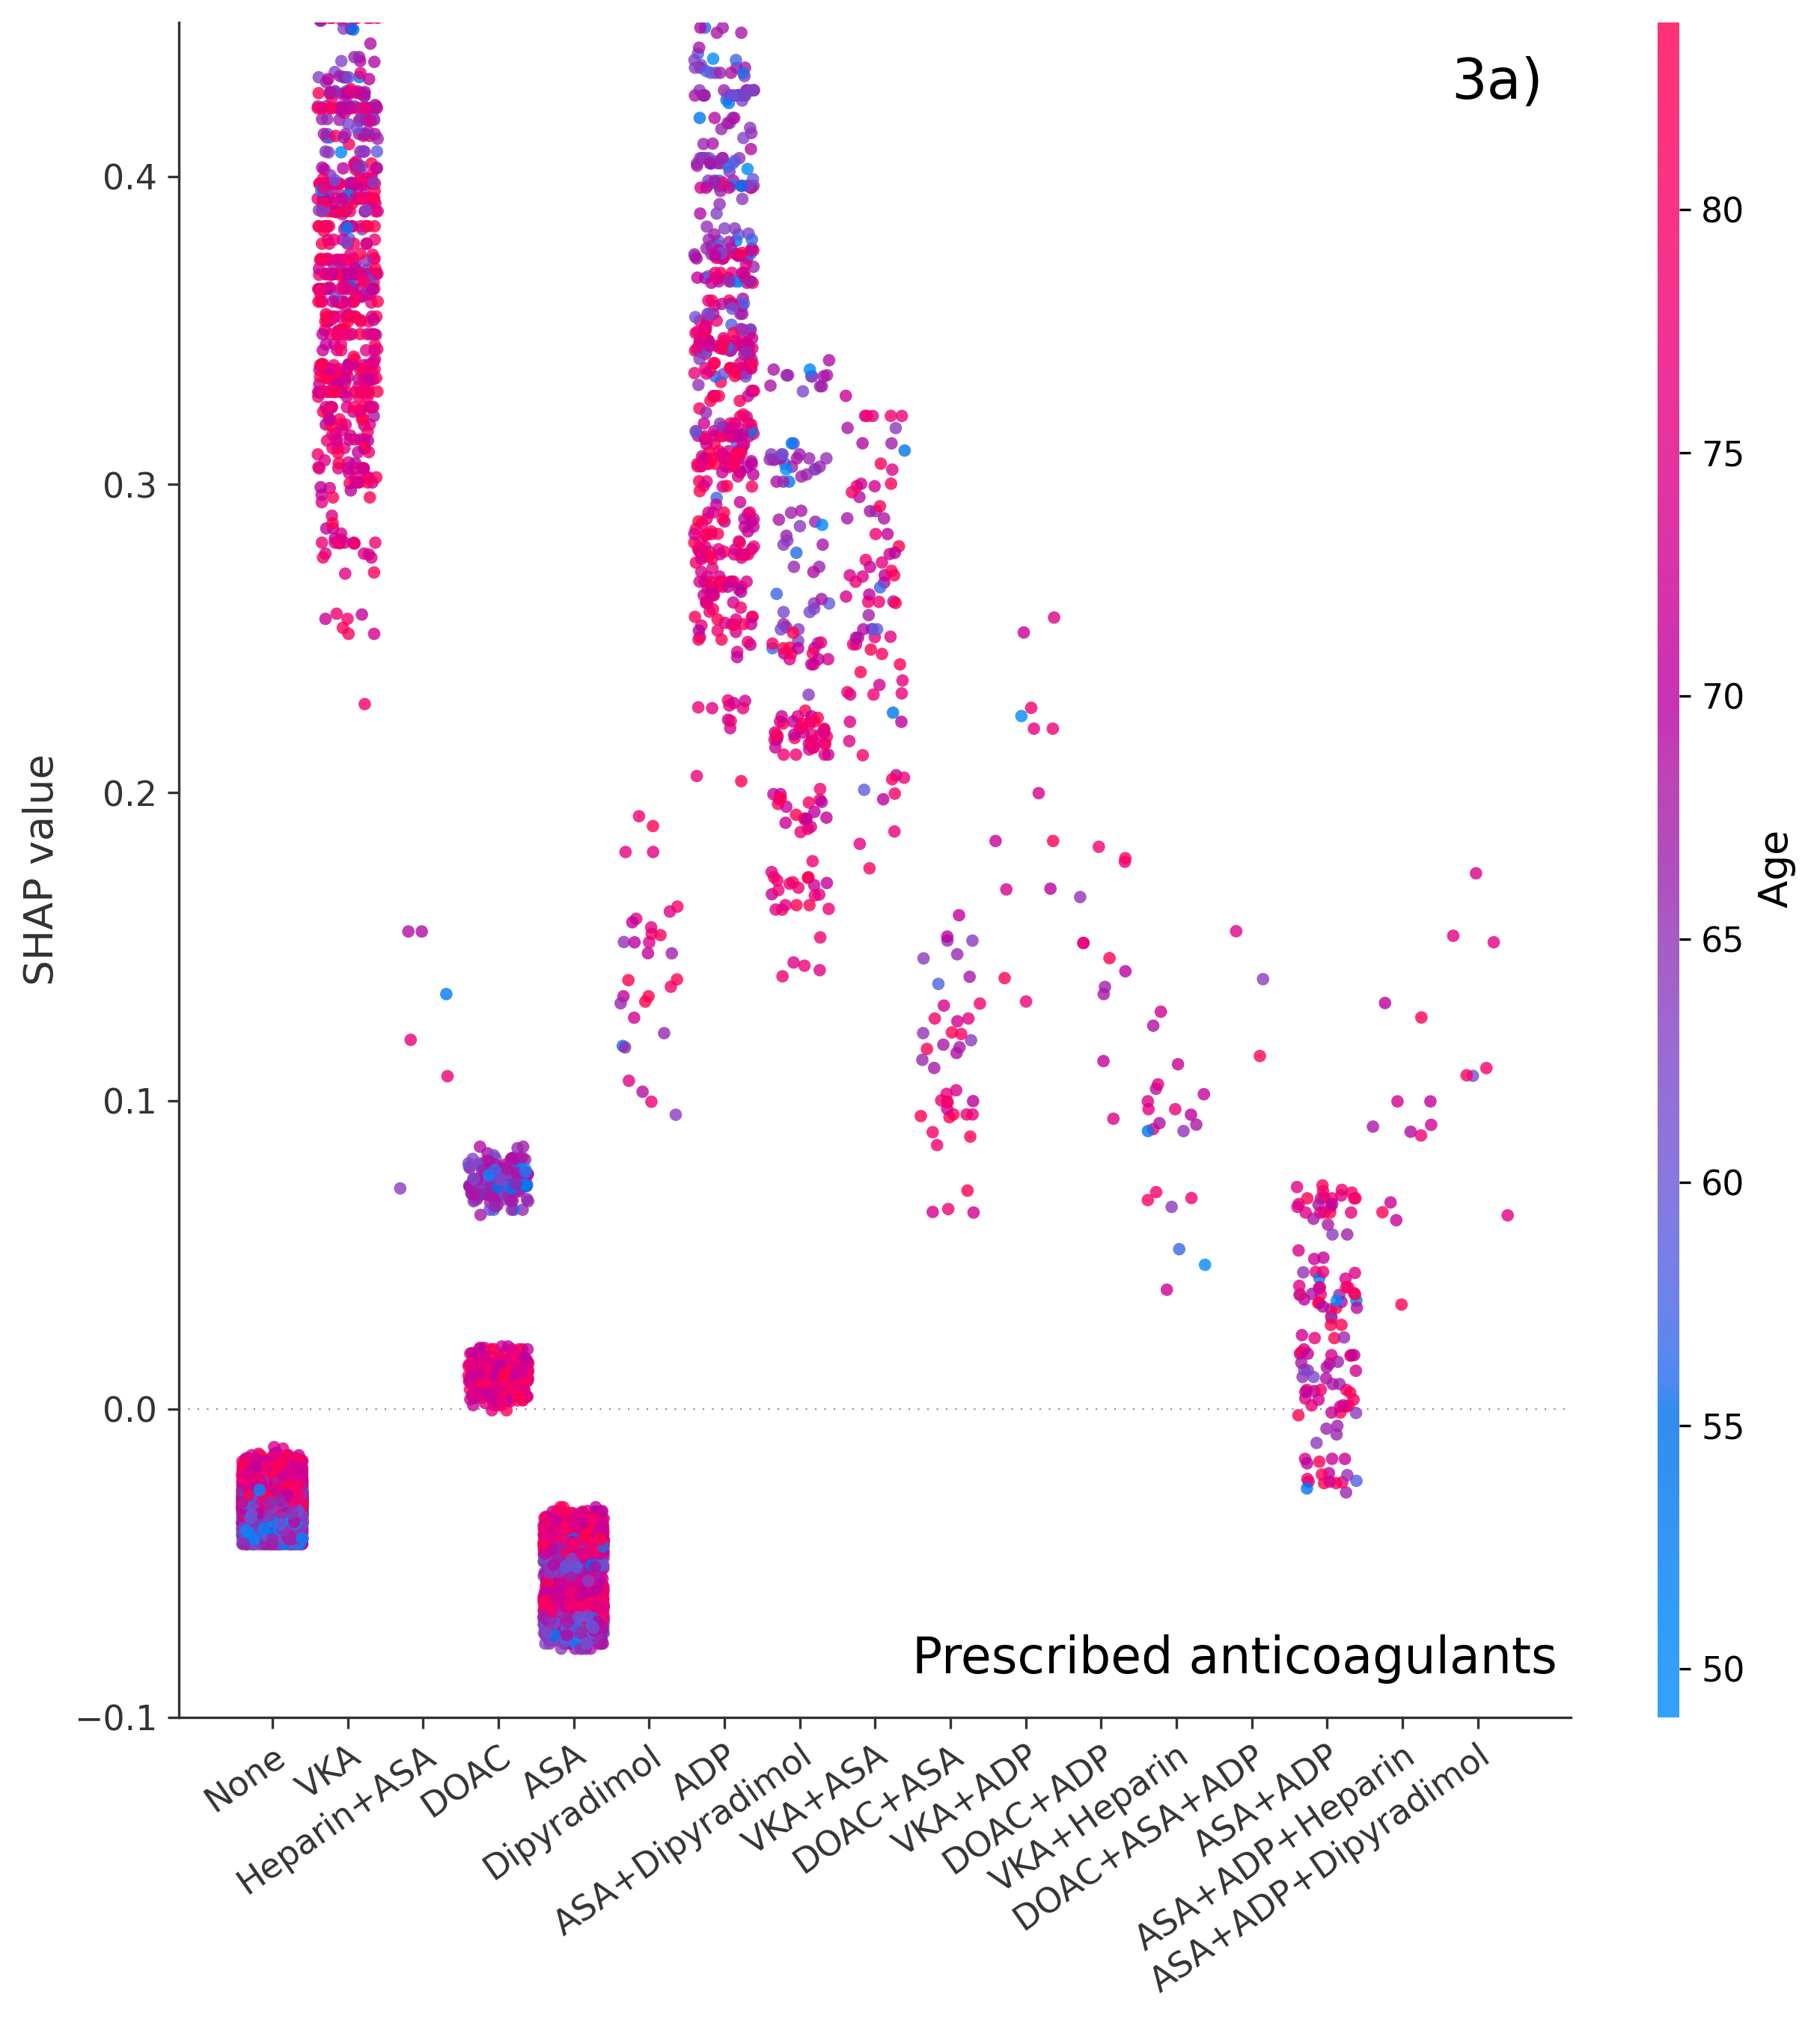 3a)
SHAP value
0.4
0.3
0.2
0.1
0.0
−0.1
Prescribed anticoagulants
None
VKA
Heparin+ASA
DOAC
ASA
Dipyradimol
ADP
ASA+Dipyradimol
VKA+ASA
DOAC+ASA
VKA+ADP
DOAC+ADP
VKA+Heparin
DOAC+ASA+ADP
ASA+ADP
ASA+ADP+Heparin
ASA+ADP+Dipyradimol
80
75
70
65
60
55
50
Age